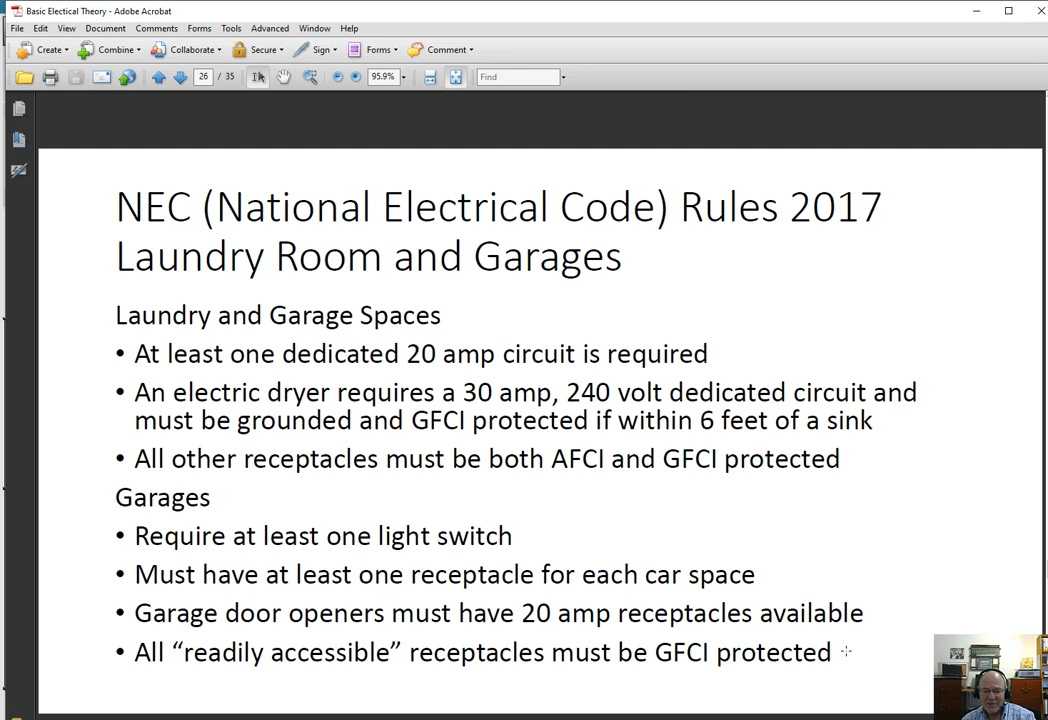 Basic Electical Theory - Adobe Acrobat
File Edit View Document Comments Forms Tools Advanced Window Help
Create Combine Collaborate Secure Sign Forms Comment
26 / 35 95.9% Find
NEC (National Electrical Code) Rules 2017
Laundry Room and Garages
Laundry and Garage Spaces
• At least one dedicated 20 amp circuit is required
• An electric dryer requires a 30 amp, 240 volt dedicated circuit and
must be grounded and GFCI protected if within 6 feet of a sink
• All other receptacles must be both AFCI and GFCI protected
Garages
• Require at least one light switch
• Must have at least one receptacle for each car space
• Garage door openers must have 20 amp receptacles available
• All “readily accessible” receptacles must be GFCI protected